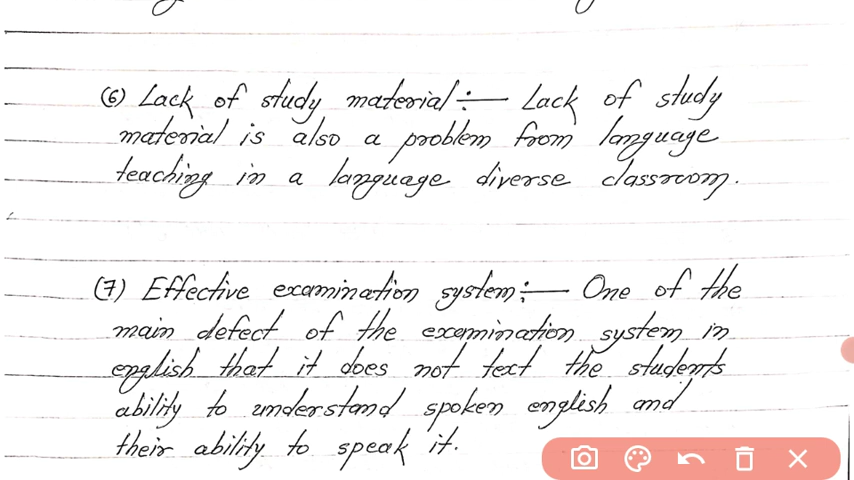 (6) Lack of study material:— Lack of study
material is also a problem from language
teaching in a language diverse classroom.
(7) Effective examination system:— One of the
main defect of the examination system in
english that it does not text the students
ability to understand spoken english and
their ability to speak it.